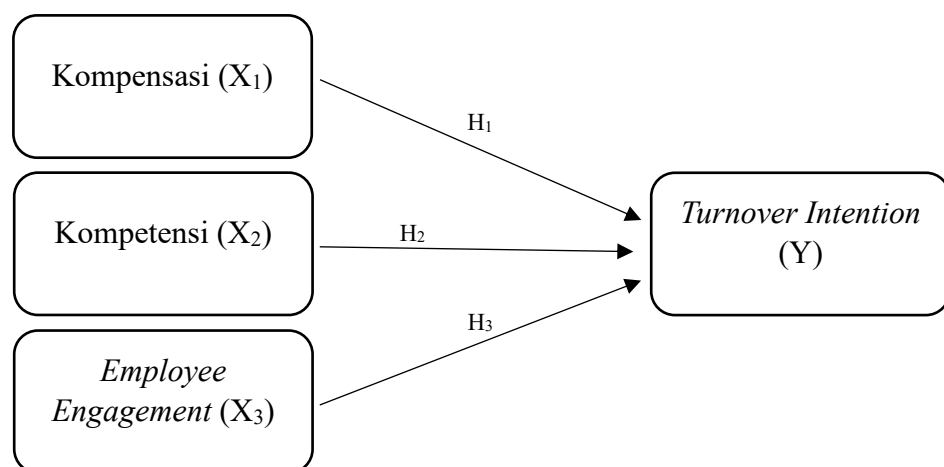 Kompensasi (X₁)
H₁
Kompetensi (X₂)
H₂
Turnover Intention
(Y)
H₃
Employee
Engagement (X₃)